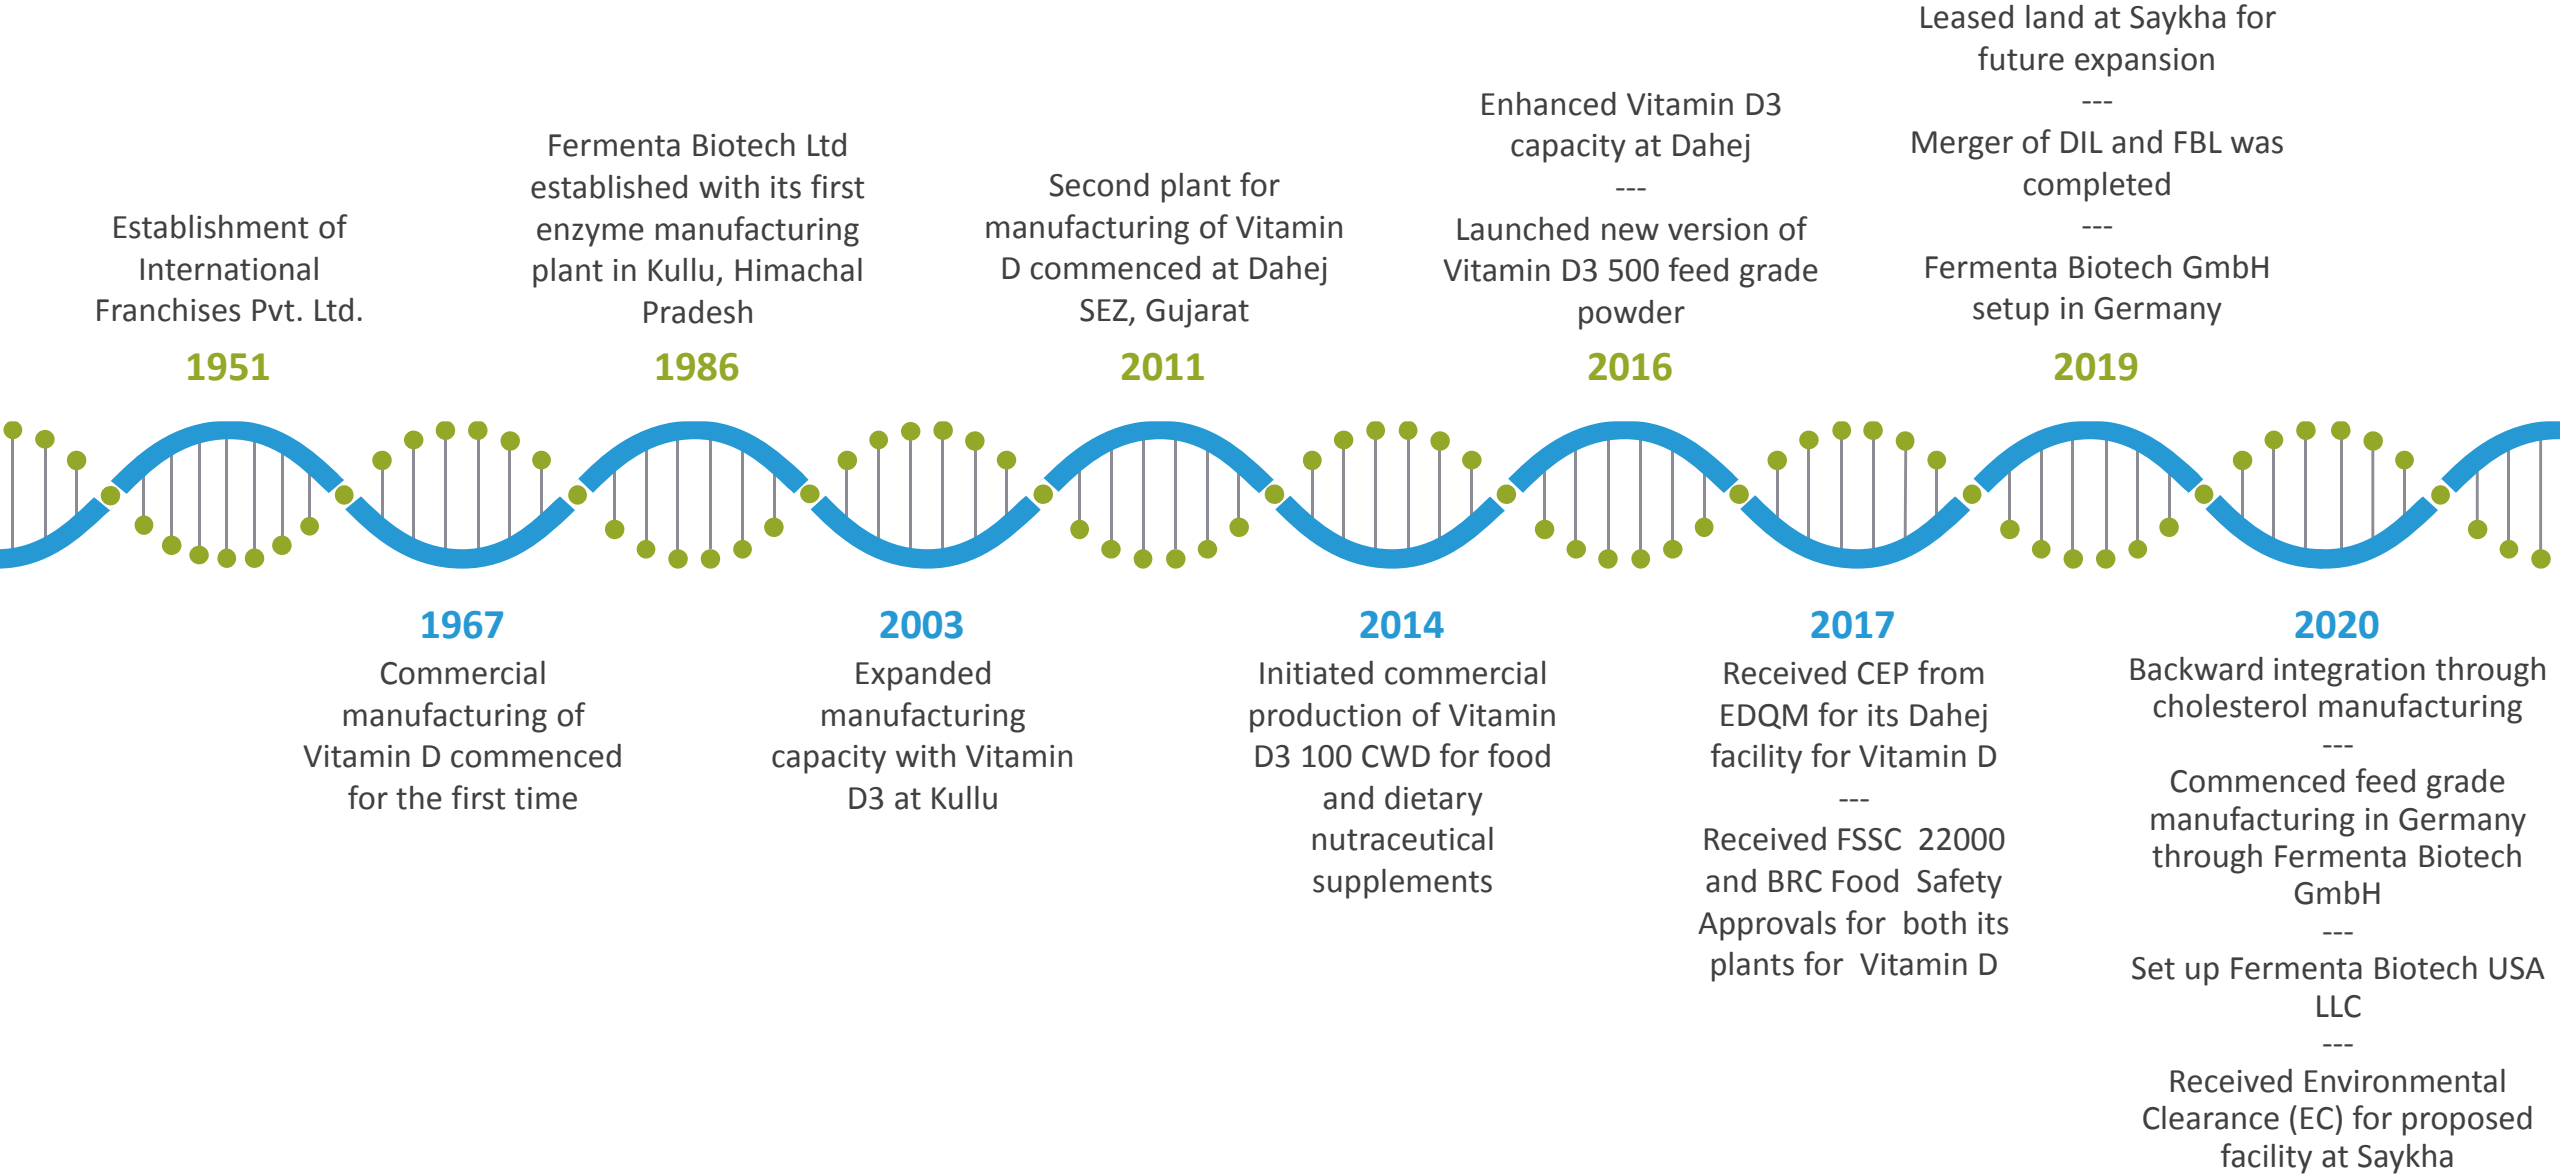 Establishment of
International
Franchises Pvt. Ltd.
1951
1967
Commercial
manufacturing of
Vitamin D commenced
for the first time
Fermenta Biotech Ltd
established with its first
enzyme manufacturing
plant in Kullu, Himachal
Pradesh
1986
2003
Expanded
manufacturing
capacity with Vitamin
D3 at Kullu
Second plant for
manufacturing of Vitamin
D commenced at Dahej
SEZ, Gujarat
2011
2014
Initiated commercial
production of Vitamin
D3 100 CWD for food
and dietary
nutraceutical
supplements
Enhanced Vitamin D3
capacity at Dahej
---
Launched new version of
Vitamin D3 500 feed grade
powder
2016
2017
Received CEP from
EDQM for its Dahej
facility for Vitamin D
---
Received FSSC  22000
and BRC Food  Safety
Approvals for  both its
plants for  Vitamin D
Leased land at Saykha for
future expansion
---
Merger of DIL and FBL was
completed
---
Fermenta Biotech GmbH
setup in Germany
2019
2020
Backward integration through
cholesterol manufacturing
---
Commenced feed grade
manufacturing in Germany
through Fermenta Biotech
GmbH
---
Set up Fermenta Biotech USA
LLC
---
Received Environmental
Clearance (EC) for proposed
facility at Saykha